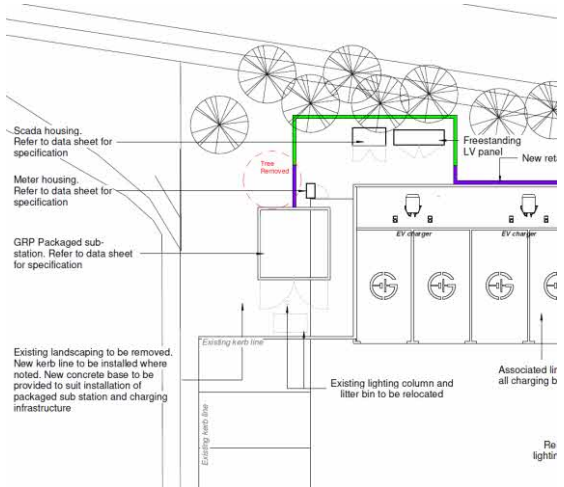 Scada housing.
Refer to data sheet for
specification
Tree
Removed
Freestanding
LV panel
New reta
Meter housing.
Refer to data sheet for
specification
EV charger
EV charger
GRP Packaged sub-
station. Refer to data sheet
for specification
Existing kerb line
Existing landscaping to be removed.
New kerb line to be installed where
noted. New concrete base to be
provided to suit installation of
packaged sub station and charging
infrastructure
Existing lighting column and
litter bin to be relocated
Associated lin
all charging b
Existing kerb line
Re
lightin